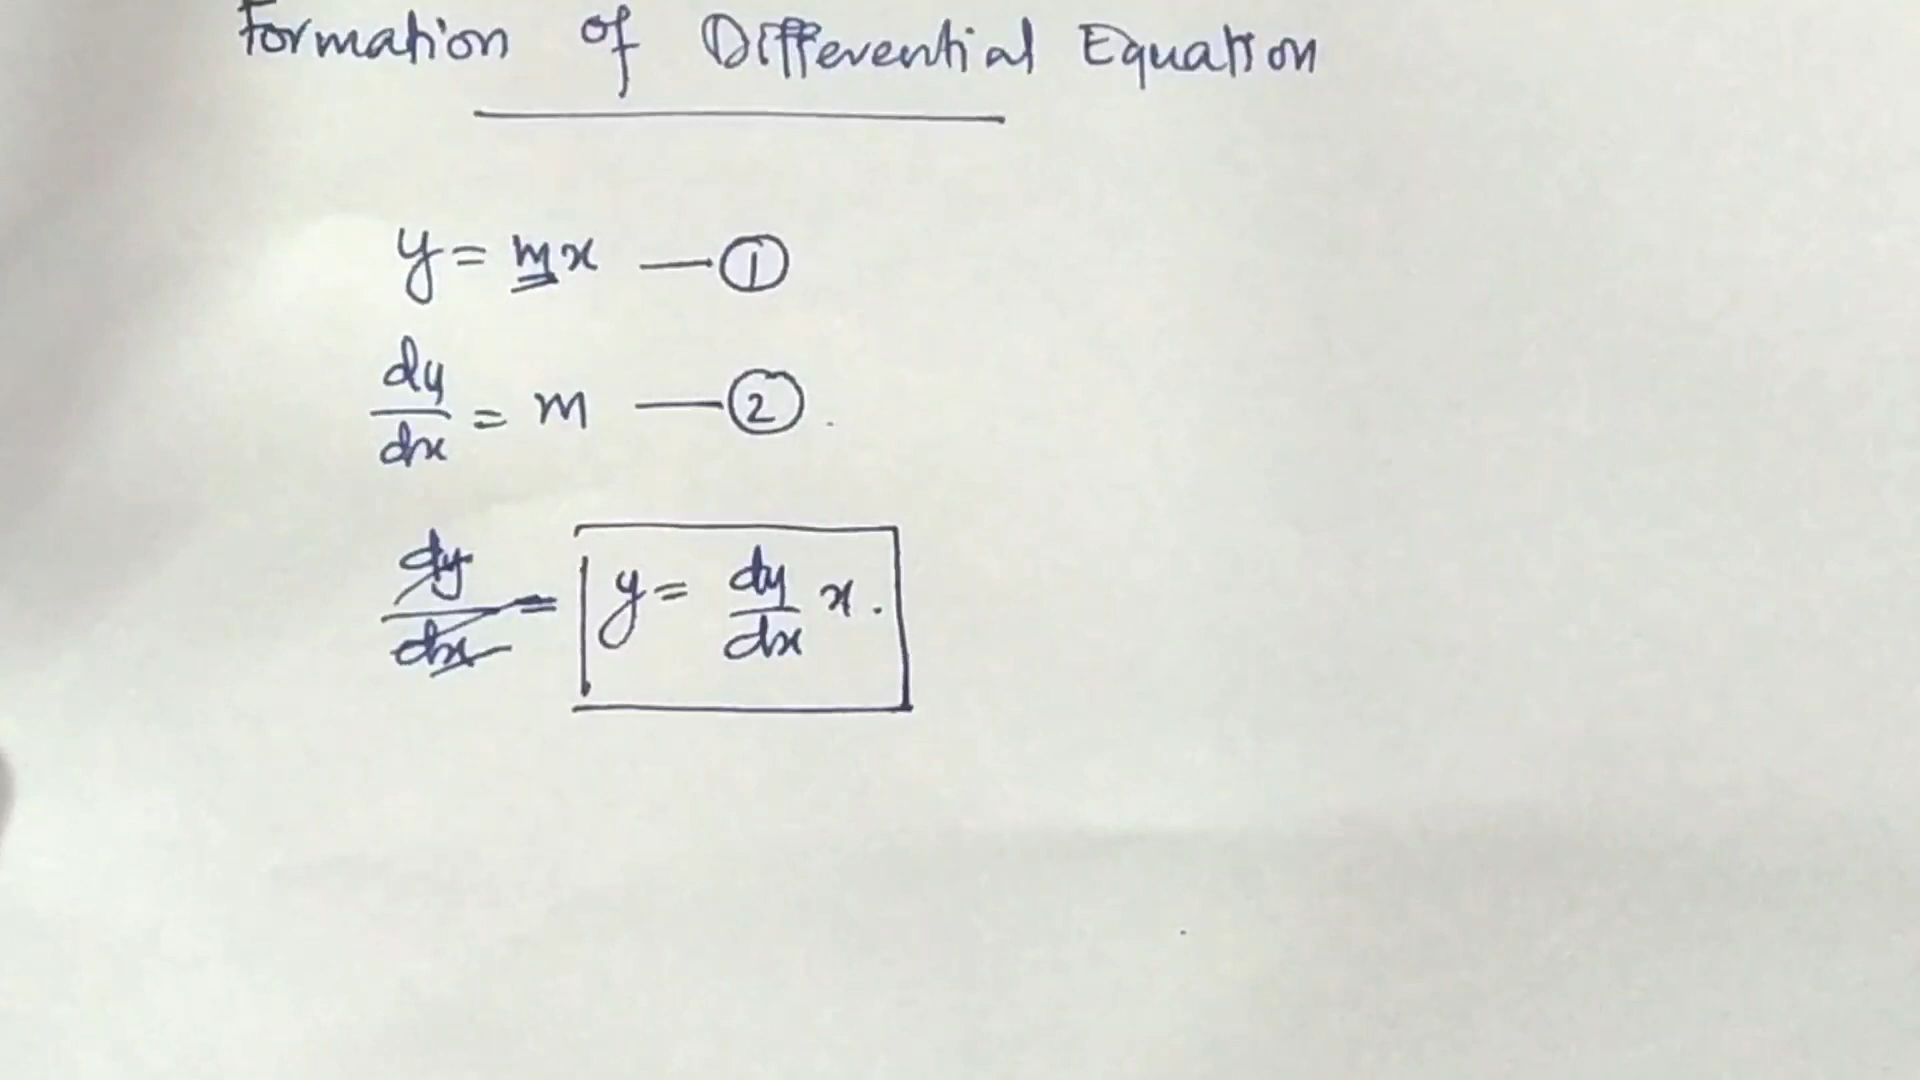 Formation of Differential Equation
y = mx — ①
dy/dx = m — ②.
dy/dx = y = dy/dx x.